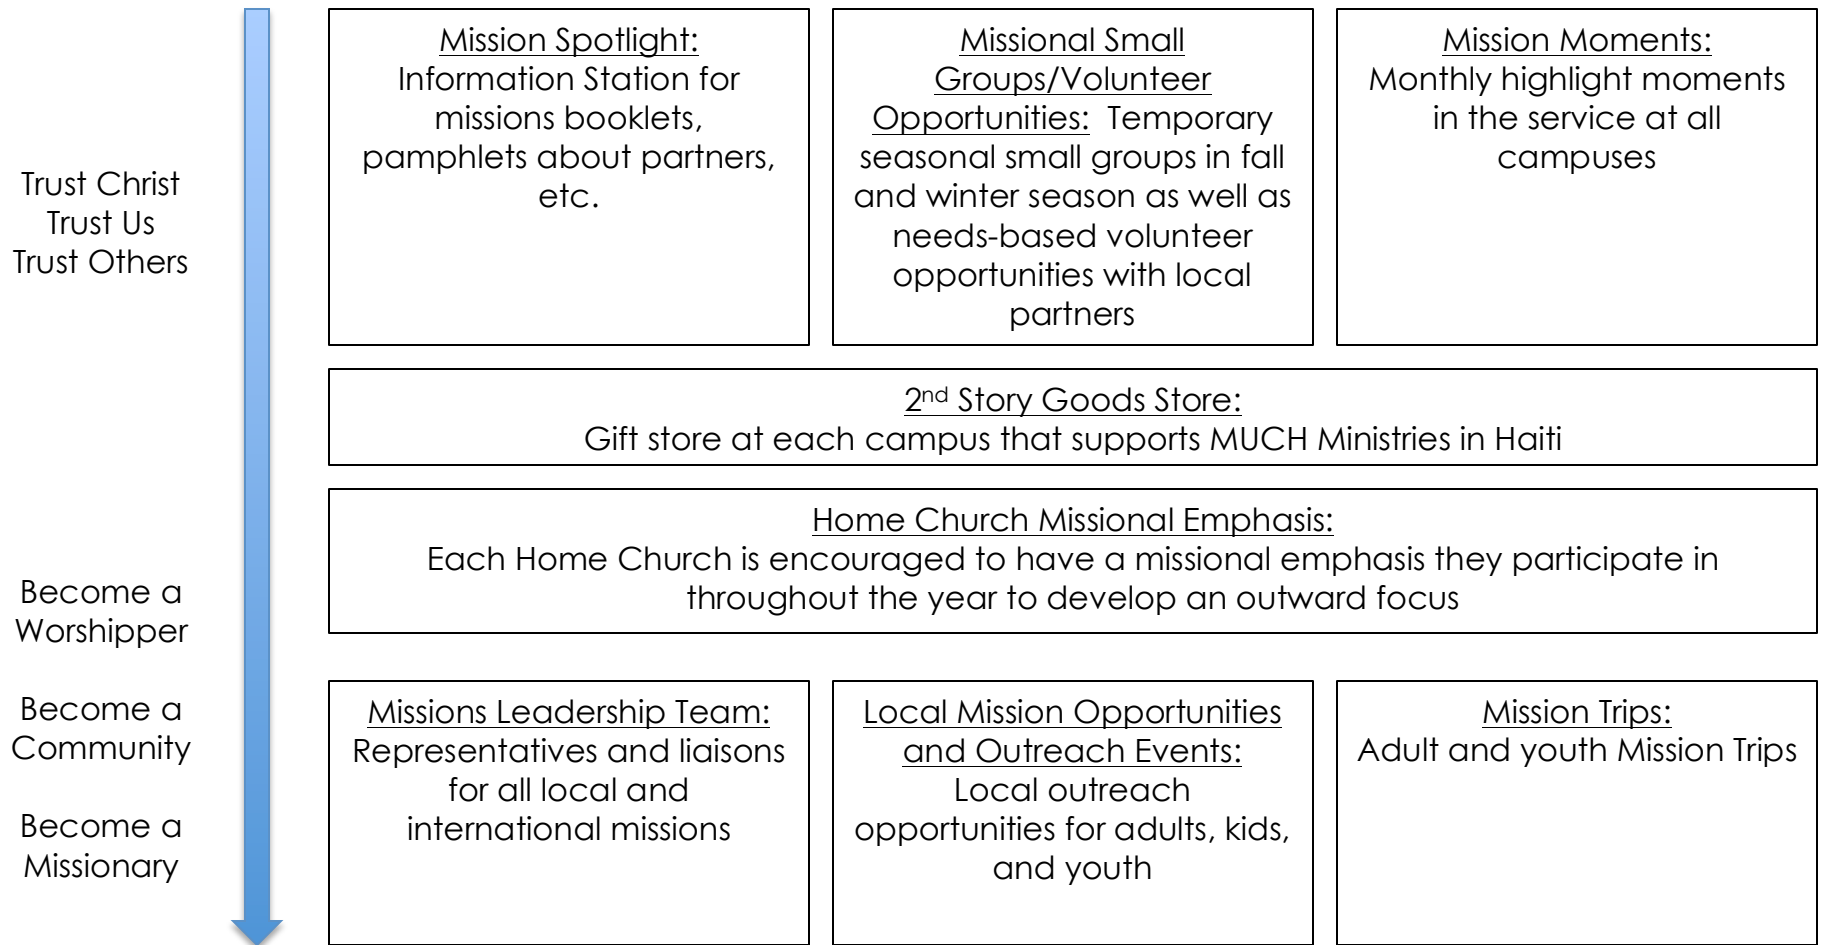 Trust Christ
Trust Us
Trust Others
Become a
Worshipper
Become a
Community
Become a
Missionary
Mission Spotlight:
Information Station for
missions booklets,
pamphlets about partners,
etc.
Missional Small
Groups/Volunteer
Opportunities:  Temporary
seasonal small groups in fall
and winter season as well as
needs-based volunteer
opportunities with local
partners
Mission Moments:
Monthly highlight moments
in the service at all
campuses
2nd Story Goods Store:
Gift store at each campus that supports MUCH Ministries in Haiti
Home Church Missional Emphasis:
Each Home Church is encouraged to have a missional emphasis they participate in
throughout the year to develop an outward focus
Missions Leadership Team:
Representatives and liaisons
for all local and
international missions
Local Mission Opportunities
and Outreach Events:
Local outreach
opportunities for adults, kids,
and youth
Mission Trips:
Adult and youth Mission Trips